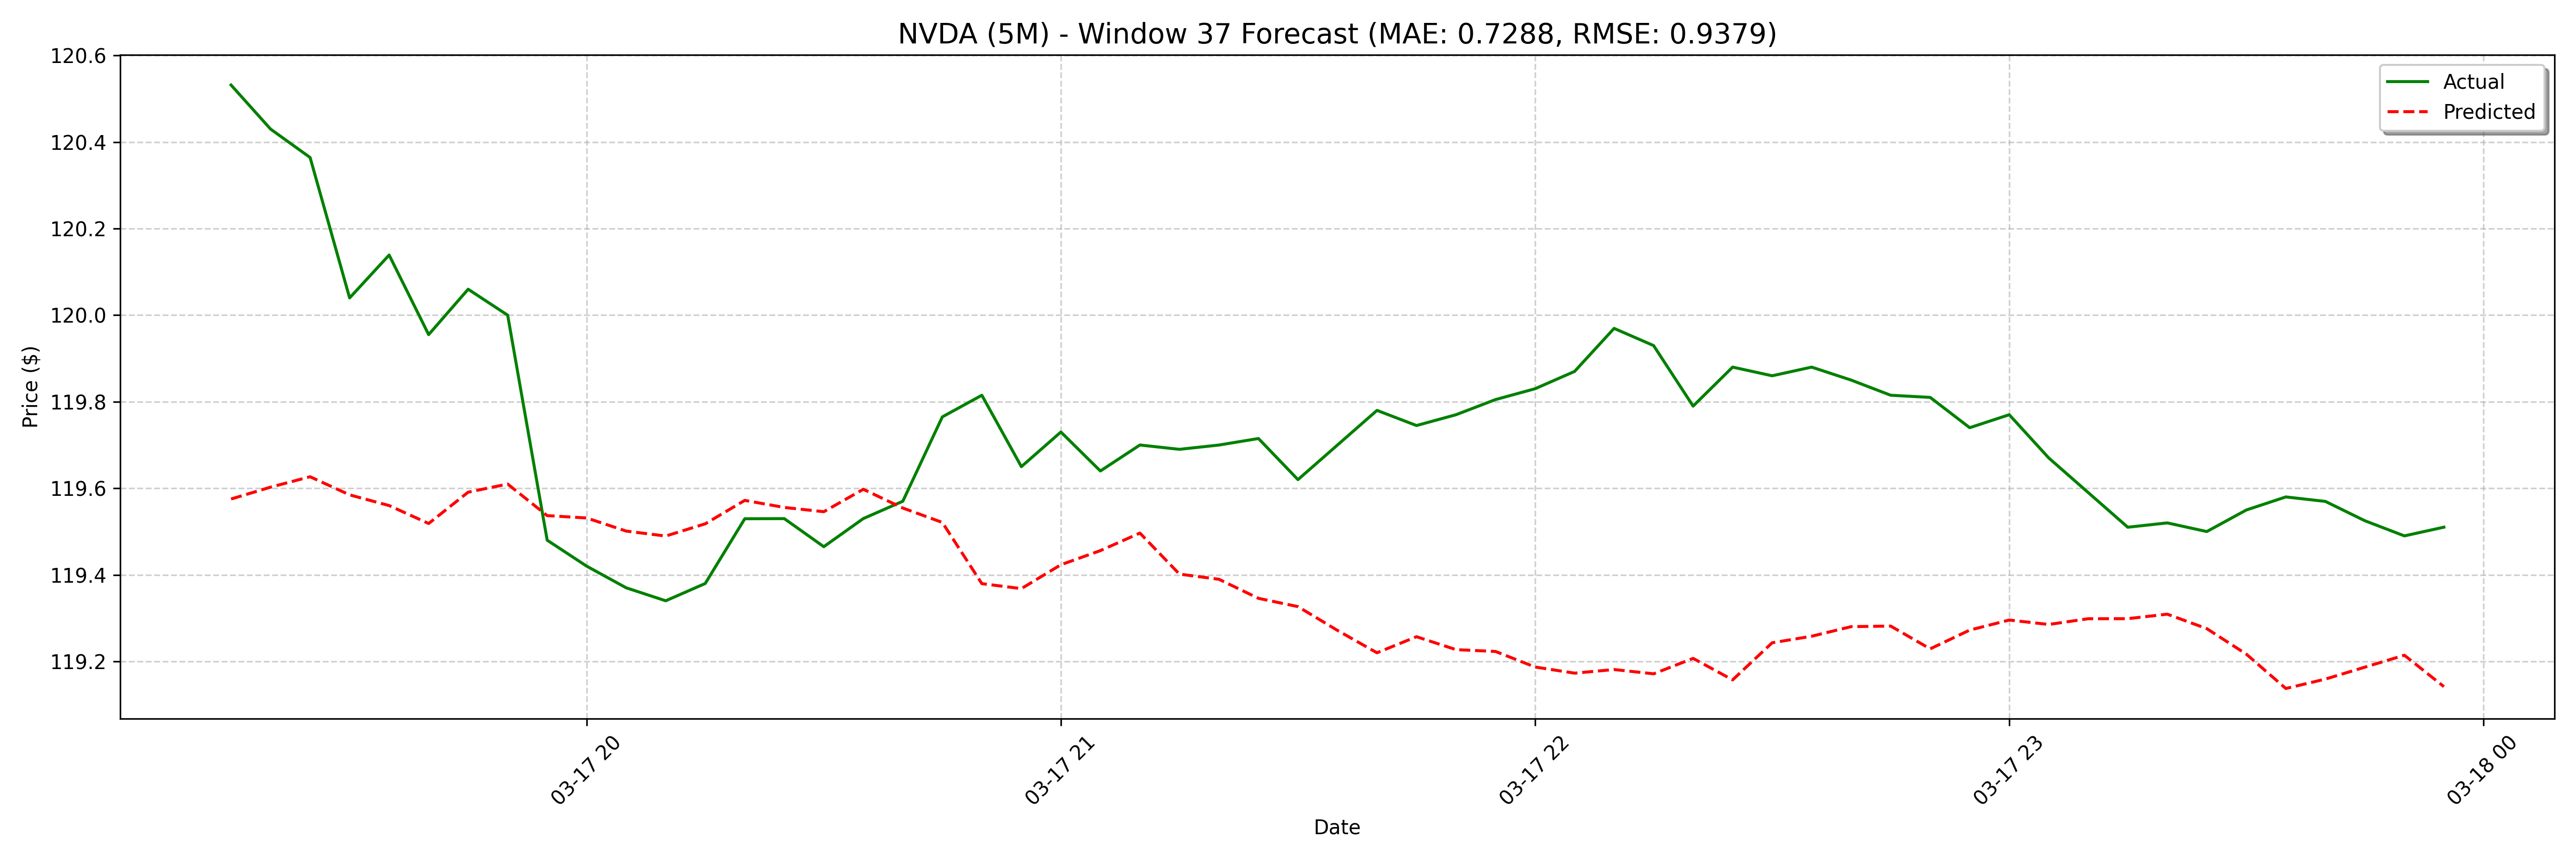 NVDA (5M) - Window 37 Forecast (MAE: 0.7288, RMSE: 0.9379)
Actual
Predicted
Price ($)
120.6
120.4
120.2
120.0
119.8
119.6
119.4
119.2
03-17 20
03-17 21
03-17 22
03-17 23
03-18 00
Date